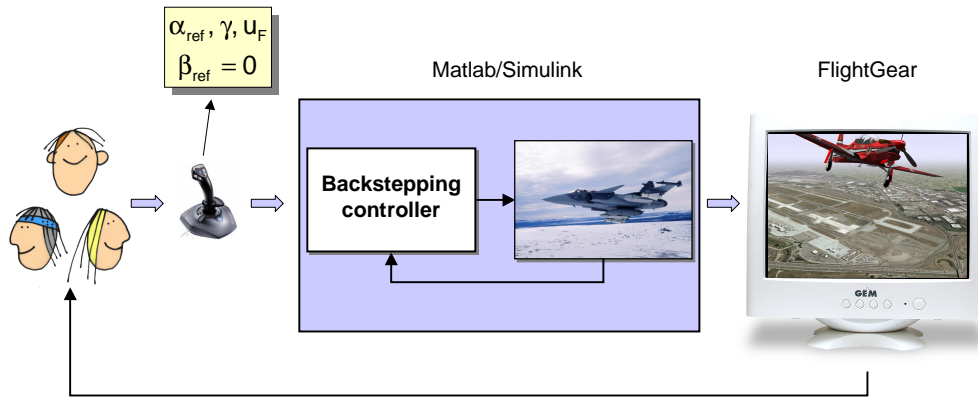 α_ref, γ, u_F
β_ref = 0
Matlab/Simulink
FlightGear
Backstepping
controller
GEM